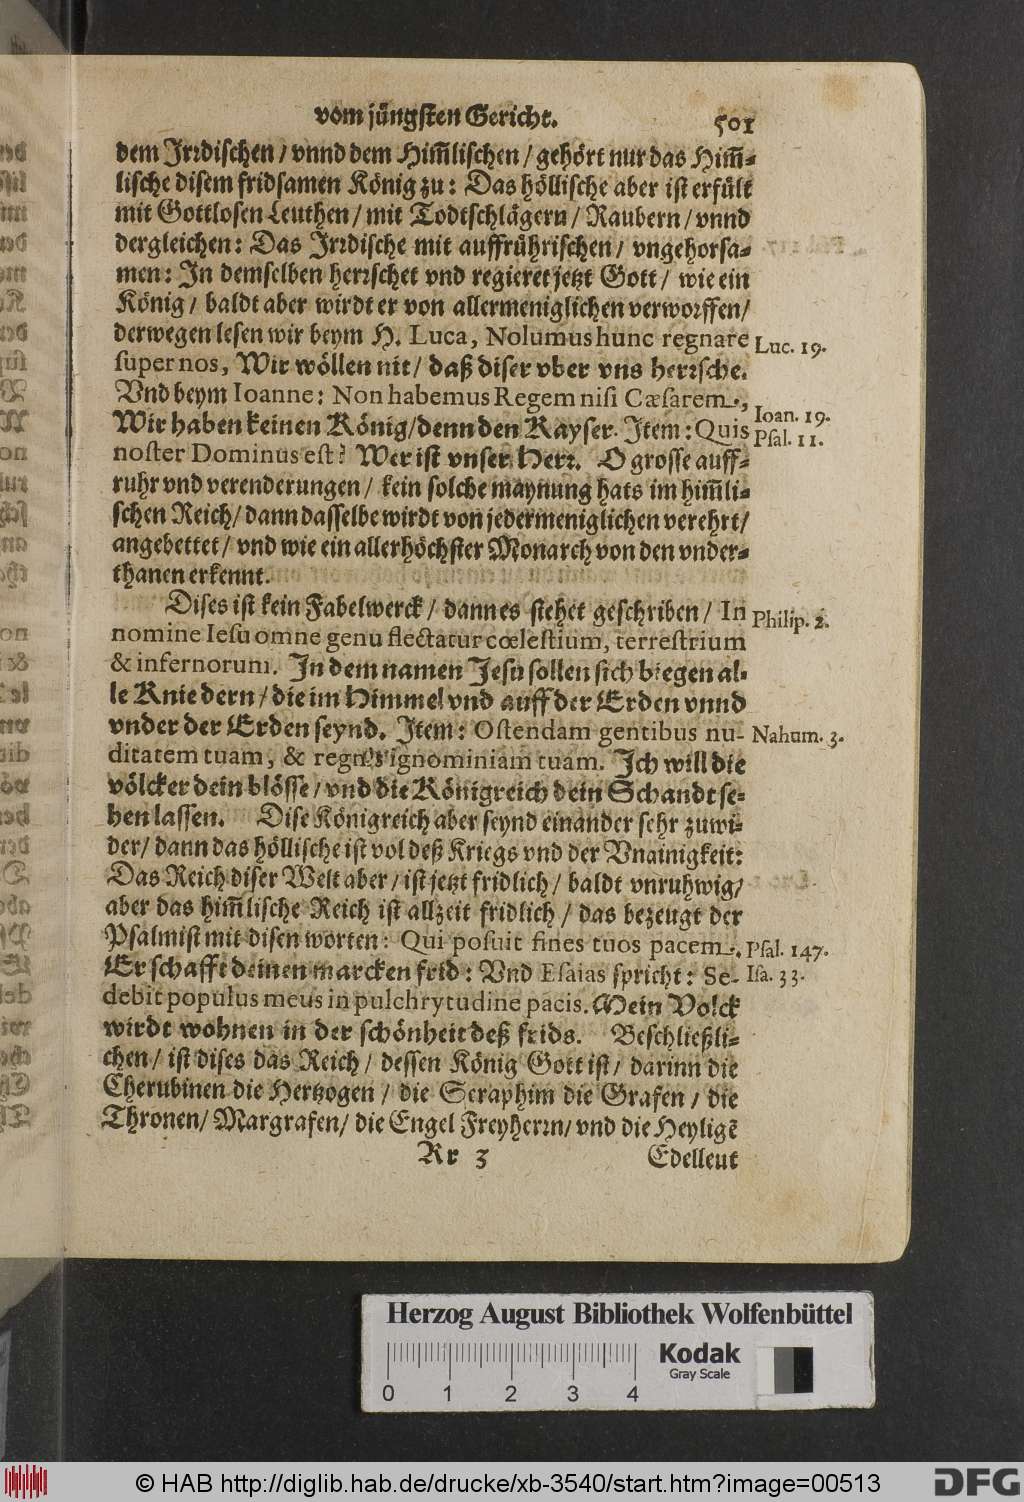 vom jüngsten Gericht.
501
dem Irꝛdischen / vnnd dem Him̃lischen / gehört nur das Him̃-
lische disem fridsamen König zu: Das höllische aber ist erfült
mit Gottlosen Leuthen / mit Todtschlägern / Raubern / vnnd
dergleichen: Das Irꝛdische mit auffrührischen / vngehorsa-
men: In demselben herꝛschet vnd regieret jetzt Gott / wie ein
König / baldt aber wirdt er von allermeniglichen verworffen /
derwegen lesen wir beym H. Luca, Nolumus hunc regnare
Luc. 19.
super nos, Wir wöllen nit / daß diser vber vns herꝛsche.
Vnd beym Ioanne: Non habemus Regem nisi Cæsarem,
Ioan. 19.
Wir haben keinen König / denn den Kayser. Item: Quis
Psal. 11.
noster Dominus est? Wer ist vnser Herꝛ. O grosse auff-
ruhr vnd verenderungen / kein solche maynung hats im him̃li-
schen Reich / dann dasselbe wirdt von jedermeniglichen verehrt /
angebettet / vnd wie ein allerhöchster Monarch von den vnder-
thanen erkennt.
Dises ist kein Fabelwerck / dann es stehet geschriben / In
Philip. 2.
nomine Iesu omne genu flectatur cœlestium, terrestrium
& infernorum. In dem namen Jesu sollen sich biegen al-
le Knie dern / die im Himmel vnd auff der Erden vnnd
vnder der Erden seynd. Item: Ostendam gentibus nu-
Nahum. 3.
ditatem tuam, & regnis ignominiam tuam. Ich will die
völcker dein blösse / vnd die Königreich dein Schandt se-
hen lassen. Dise Königreich aber seynd einander sehr zuwi-
der / dann das höllische ist vol deß Kriegs vnd der Vnainigkeit:
Das Reich diser Welt aber / ist jetzt fridlich / baldt vnruhwig /
aber das him̃lische Reich ist allzeit fridlich / das bezeugt der
Psalmist mit disen worten: Qui posuit fines tuos pacem.
Psal. 147.
Er schafft deinen marcken frid: Vnd Esaias spricht: Se-
Isa. 33.
debit populus meus in pulchrytudine pacis. Mein Volck
wirdt wohnen in der schönheit deß frids. Beschließli-
chen / ist dises das Reich / dessen König Gott ist / darinn die
Cherubinen die Hertzogen / die Seraphim die Grafen / die
Thronen / Margrafen / die Engel Freyherꝛn / vnd die Heyligẽ
Rr 3
Edelleut
Herzog August Bibliothek Wolfenbüttel
Kodak
Gray Scale
0 1 2 3 4
© HAB http://diglib.hab.de/drucke/xb-3540/start.htm?image=00513
DFG